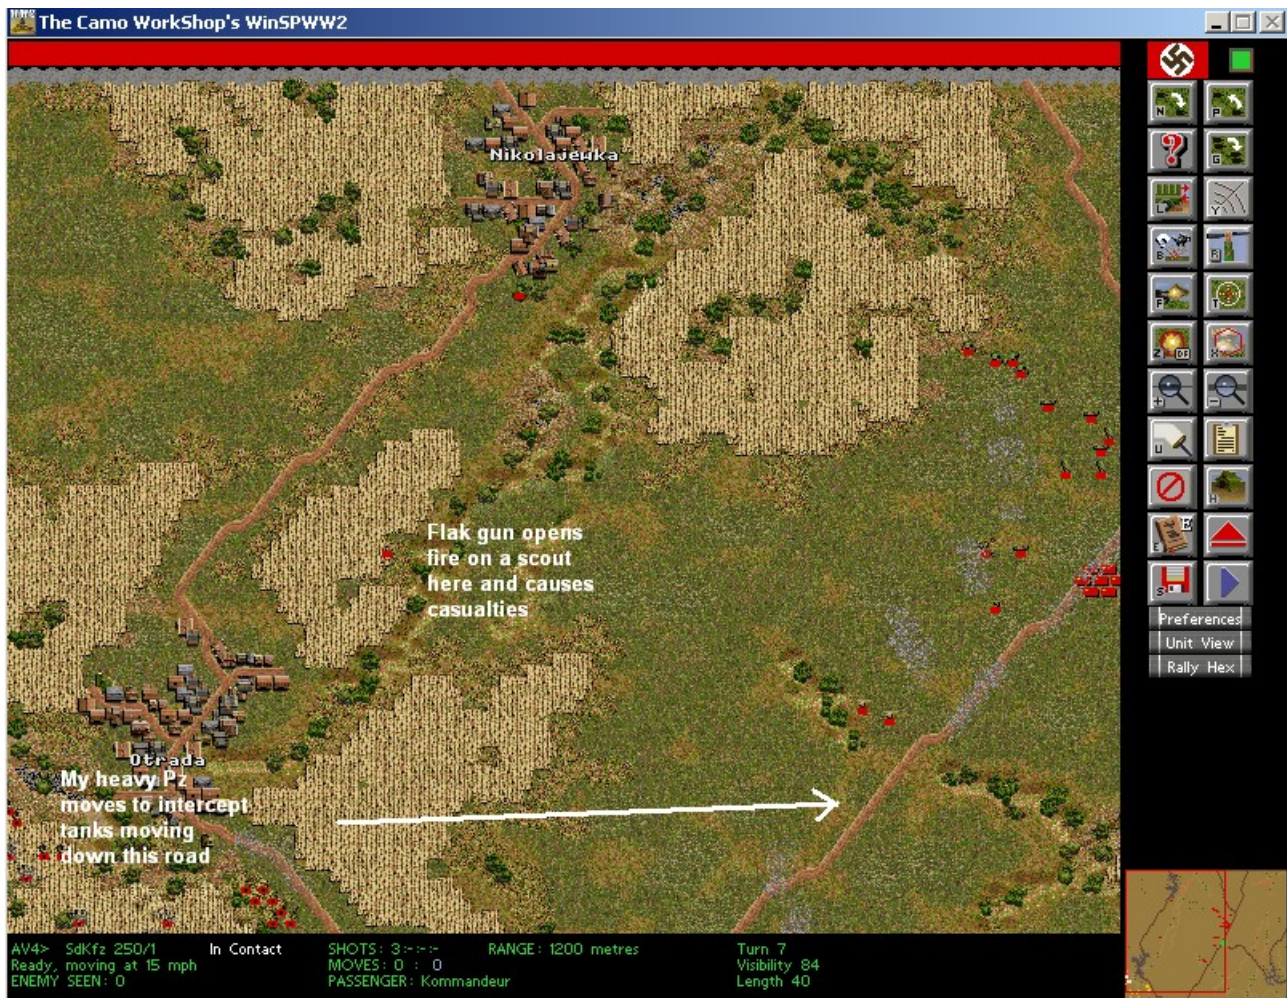 The Camo WorkShop's WinSPWW2
N
P
G
L
Y
B
R
F
T
Z DF
X
+
-
U
H
E E
S
Nikolajewka
Flak gun opens
fire on a scout
here and causes
casualties
Otrada
My heavy Pz
moves to intercept
tanks moving
down this road
Preferences
Unit View
Rally Hex
AV4> SdKfz 250/1 In Contact SHOTS: 3:-:-:- RANGE: 1200 metres Turn 7
Ready, moving at 15 mph MOVES: 0 : 0 Visibility 84
ENEMY SEEN: 0 PASSENGER: Kommandeur Length 40